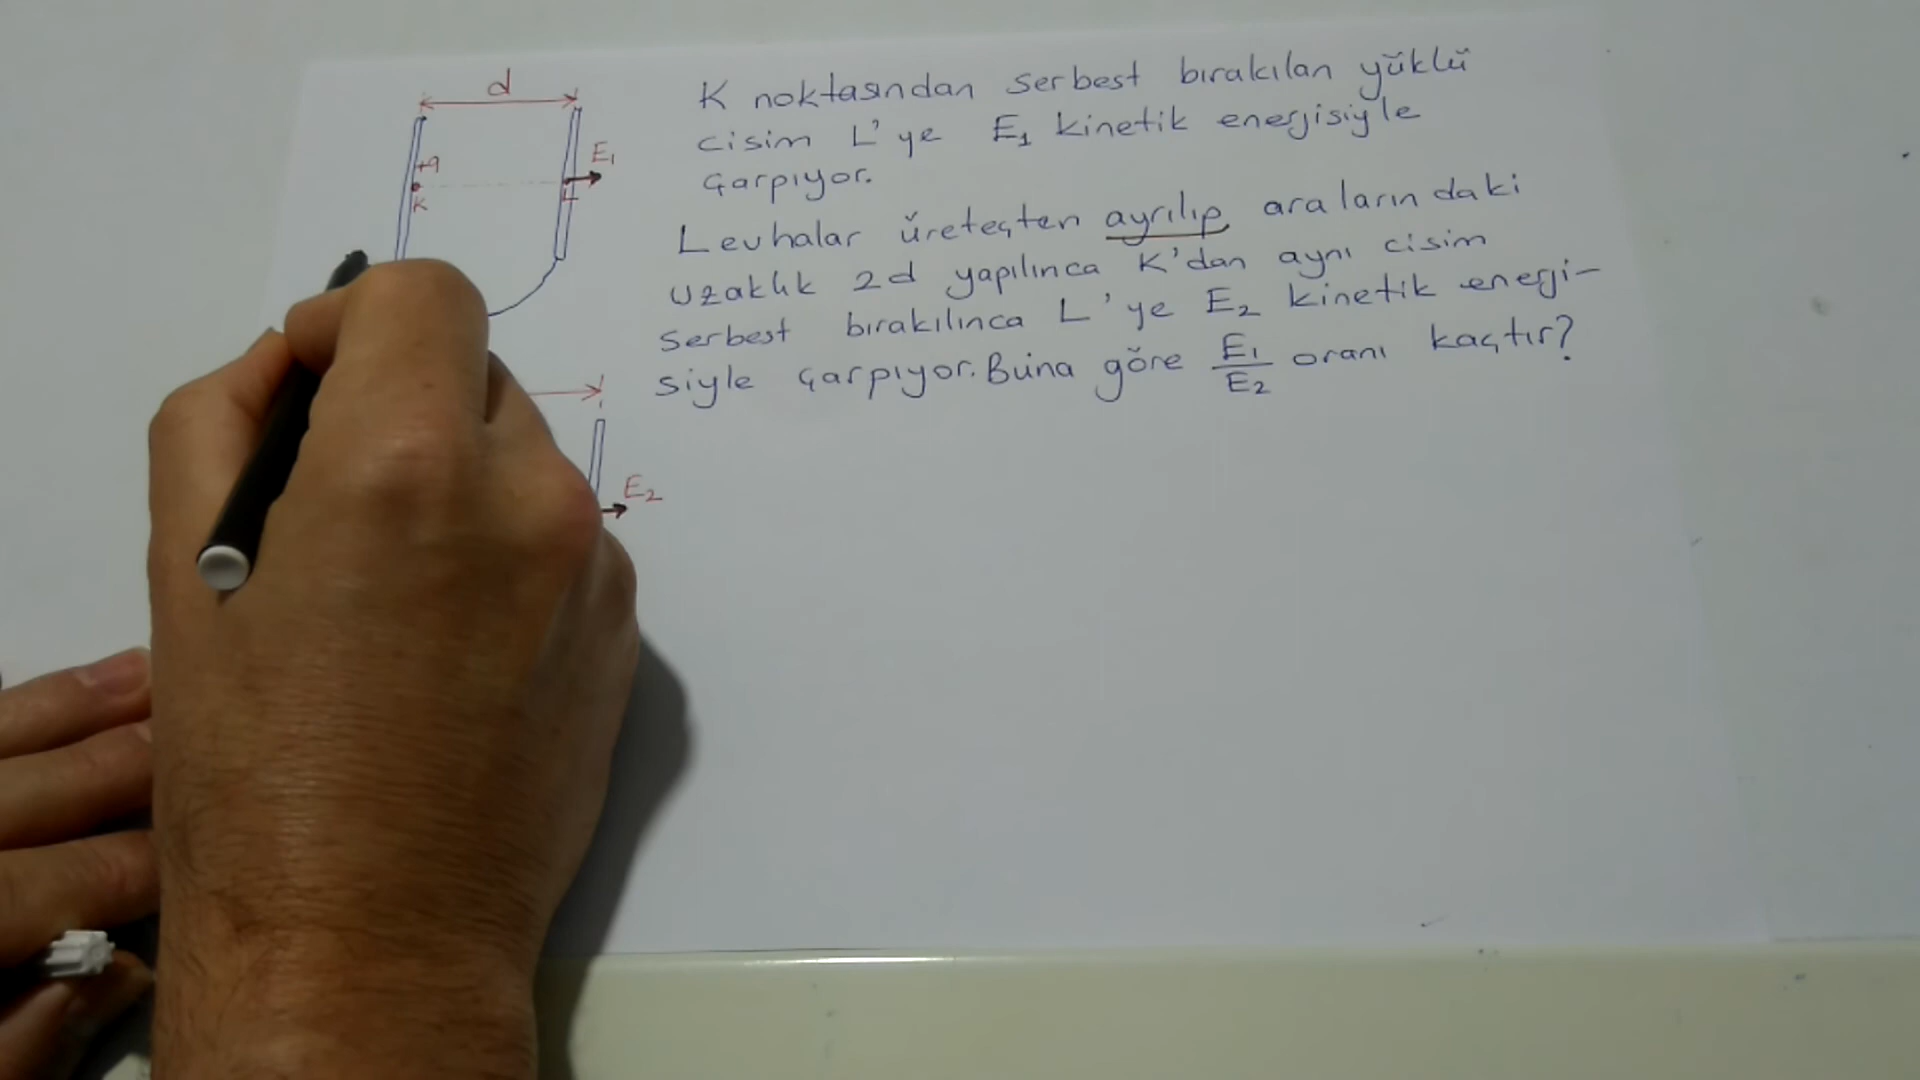 d
E₁
+q
K
L
E₂
K noktasından serbest bırakılan yüklü
cisim L'ye E₁ kinetik enerjisiyle
çarpıyor.
Levhalar üreteçten ayrılıp aralarındaki
uzaklık 2d yapılınca K'dan aynı cisim
serbest bırakılınca L'ye E₂ kinetik enerji-
siyle çarpıyor. Buna göre E₁/E₂ oranı kaçtır?